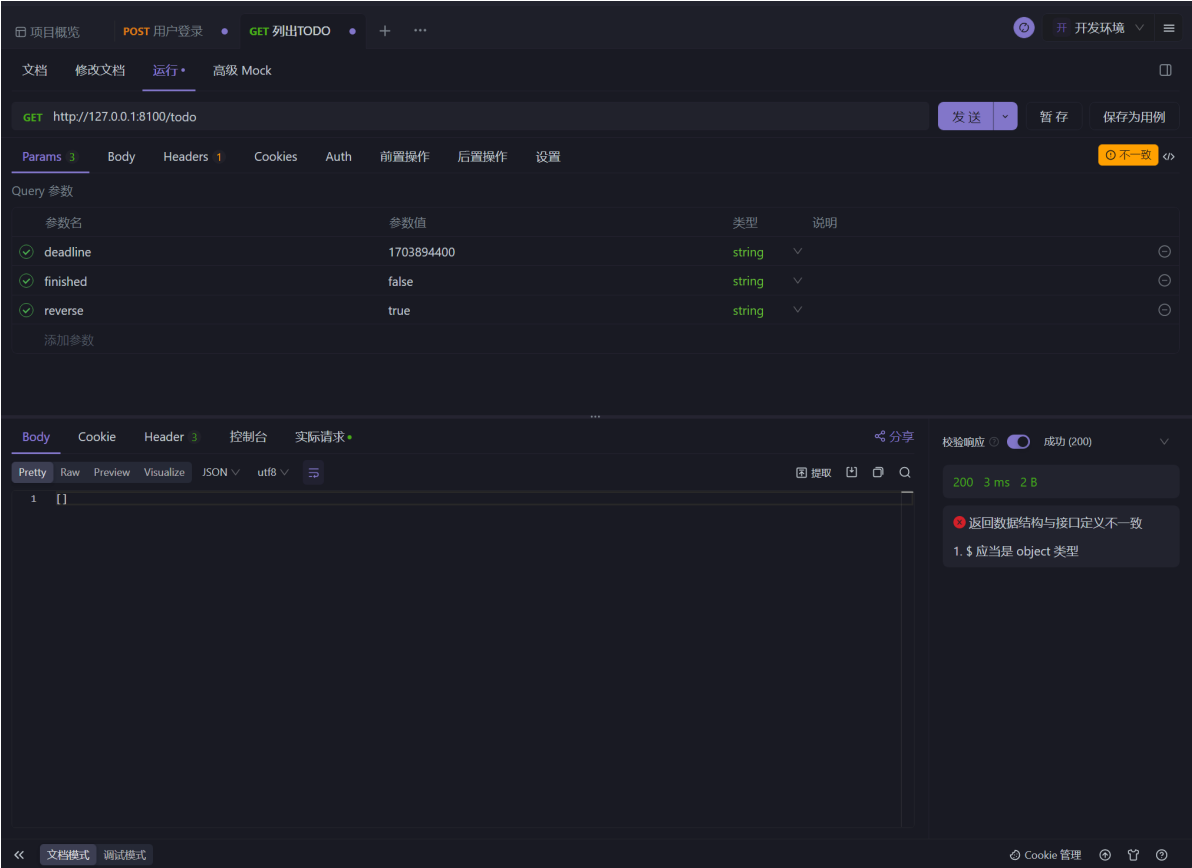 项目概览 POST 用户登录 GET 列出TODO 开 开发环境
文档 修改文档 运行 高级 Mock
GET http://127.0.0.1:8100/todo 发送 暂存 保存为用例
Params 3 Body Headers 1 Cookies Auth 前置操作 后置操作 设置 不一致
Query 参数
参数名 参数值 类型 说明
deadline 1703894400 string
finished false string
reverse true string
添加参数
Body Cookie Header 3 控制台 实际请求 分享 校验响应 成功 (200)
Pretty Raw Preview Visualize JSON utf8 提取
200 3 ms 2 B
1 []
返回数据结构与接口定义不一致
1. $ 应当是 object 类型
文档模式 调试模式 Cookie 管理